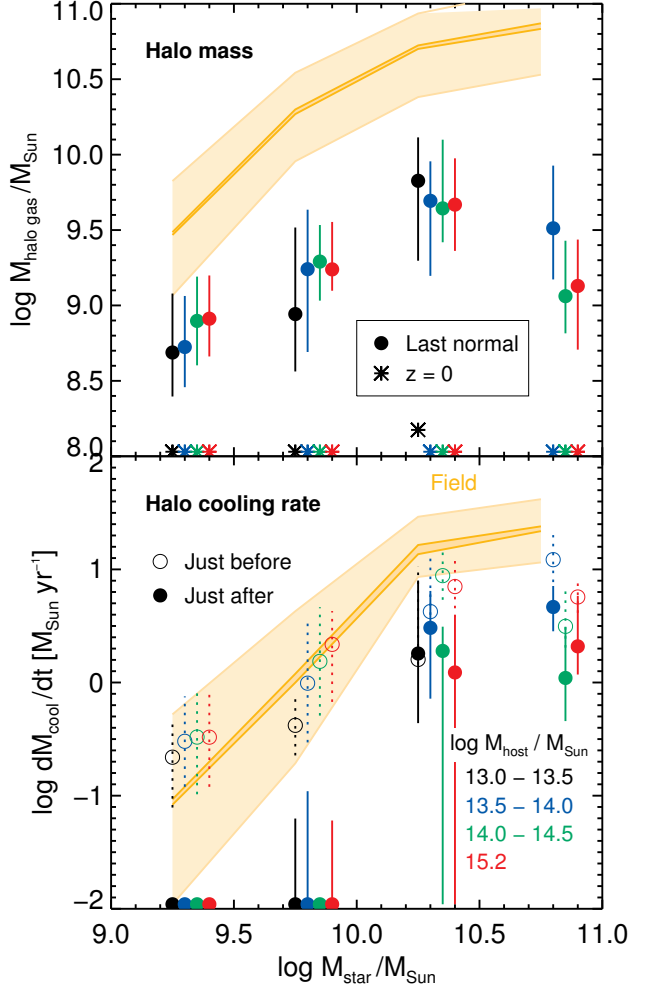 11.0
Halo mass
10.5
10.0
log M_halo gas/M_Sun
9.5
9.0
Last normal
8.5
z = 0
8.0
2
Field
Halo cooling rate
Just before
1
Just after
log dM_cool/dt [M_Sun yr⁻¹]
0
log M_host / M_Sun
13.0 – 13.5
−1
13.5 – 14.0
14.0 – 14.5
15.2
−2
9.0 9.5 10.0 10.5 11.0
log M_star/M_Sun